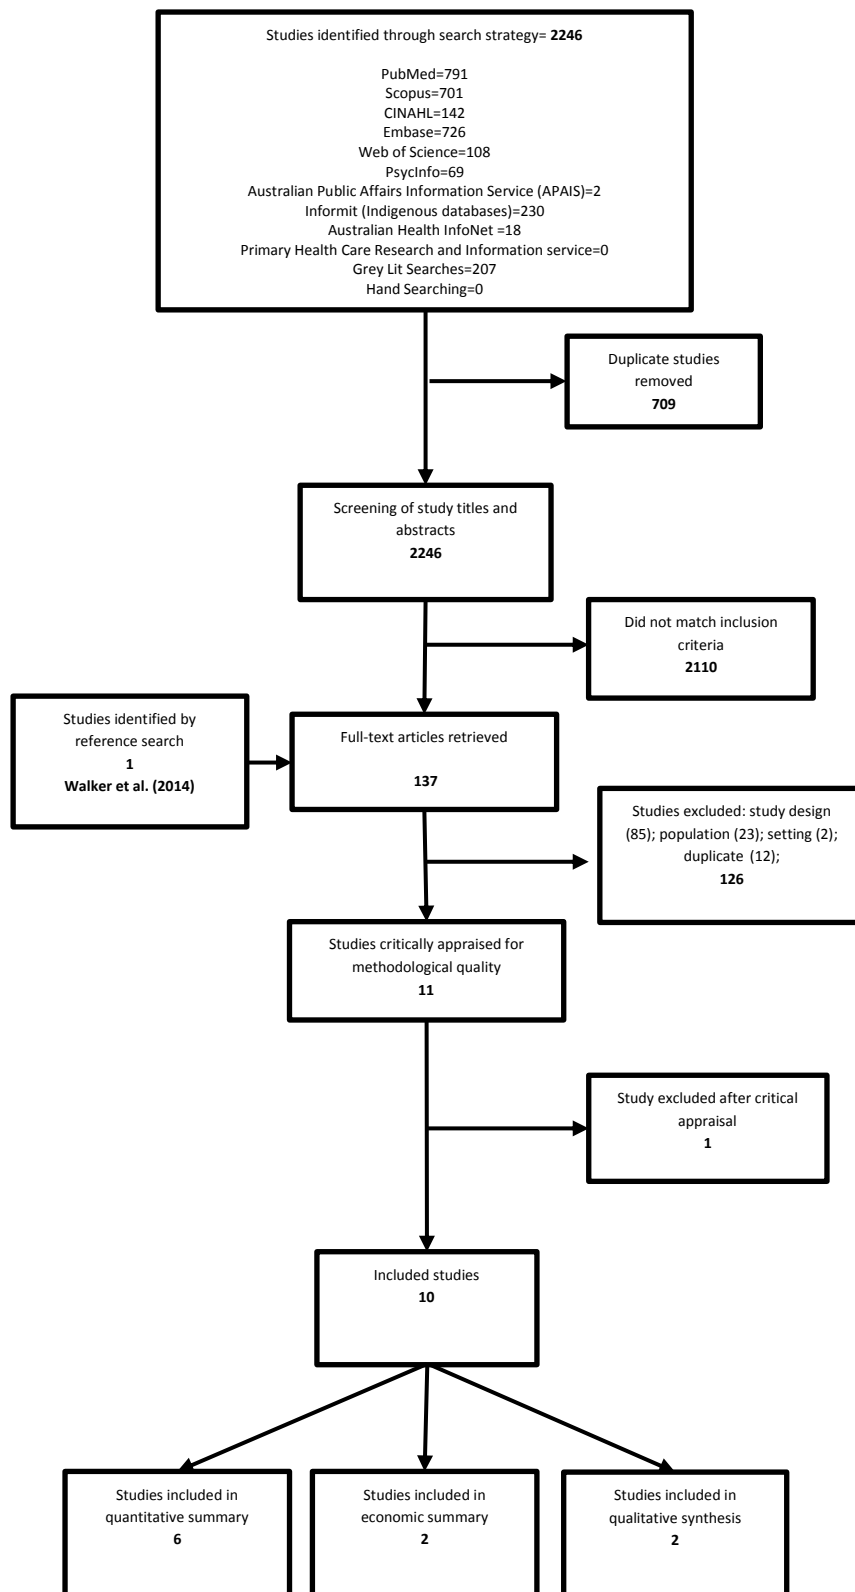 Studies identified through search strategy= 2246
PubMed=791
Scopus=701
CINAHL=142
Embase=726
Web of Science=108
PsycInfo=69
Australian Public Affairs Information Service (APAIS)=2
Informit (Indigenous databases)=230
Australian Health InfoNet =18
Primary Health Care Research and Information service=0
Grey Lit Searches=207
Hand Searching=0
Duplicate studies
removed
709
Screening of study titles and
abstracts
2246
Did not match inclusion
criteria
2110
Studies identified by
reference search
1
Walker et al. (2014)
Full-text articles retrieved
137
Studies excluded: study design
(85); population (23); setting (2);
duplicate (12);
126
Studies critically appraised for
methodological quality
11
Study excluded after critical
appraisal
1
Included studies
10
Studies included in
quantitative summary
6
Studies included in
economic summary
2
Studies included in
qualitative synthesis
2